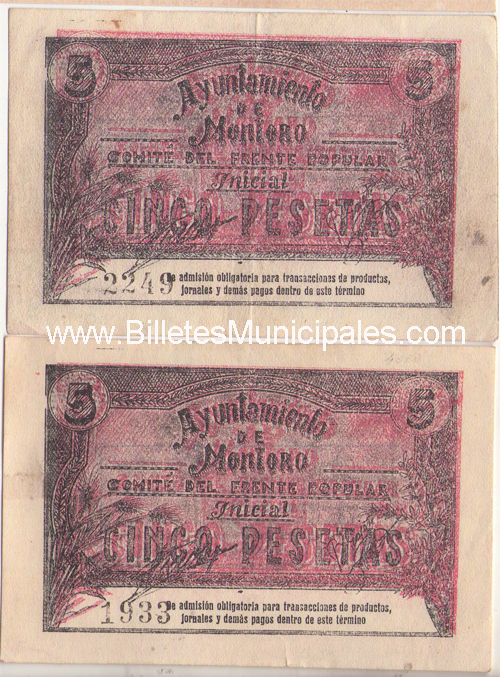 5 5
Ayuntamiento
DE
Montoro
COMITÉ DEL FRENTE POPULAR
Inicial
CINCO PESETAS
2249 De admisión obligatoria para transacciones de productos,
jornales y demás pagos dentro de este término
www.BilletesMunicipales.com
5 5
Ayuntamiento
DE
Montoro
COMITÉ DEL FRENTE POPULAR
Inicial
CINCO PESETAS
1933 De admisión obligatoria para transacciones de productos,
jornales y demás pagos dentro de este término